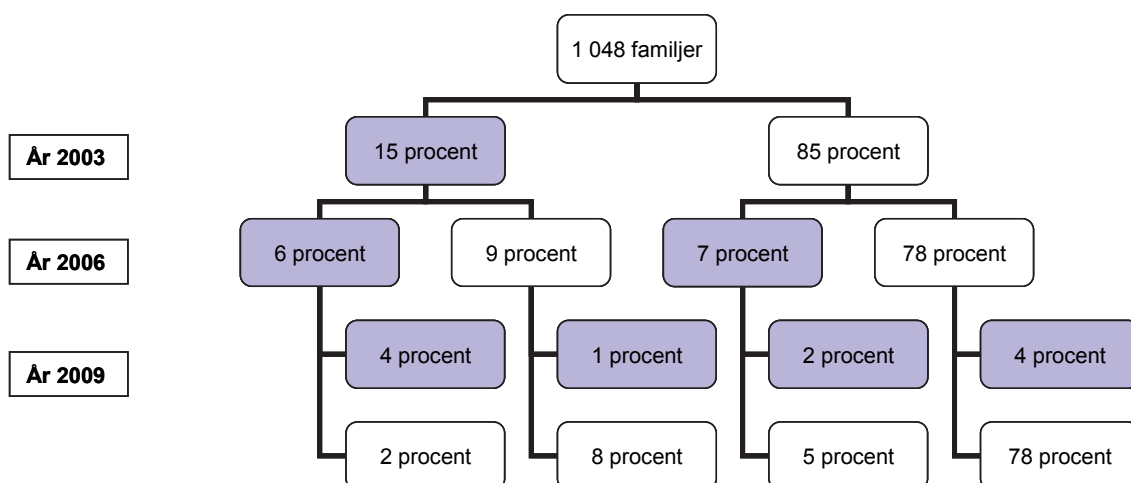 1 048 familjer
År 2003
15 procent
85 procent
År 2006
6 procent
9 procent
7 procent
78 procent
År 2009
4 procent
1 procent
2 procent
4 procent
2 procent
8 procent
5 procent
78 procent